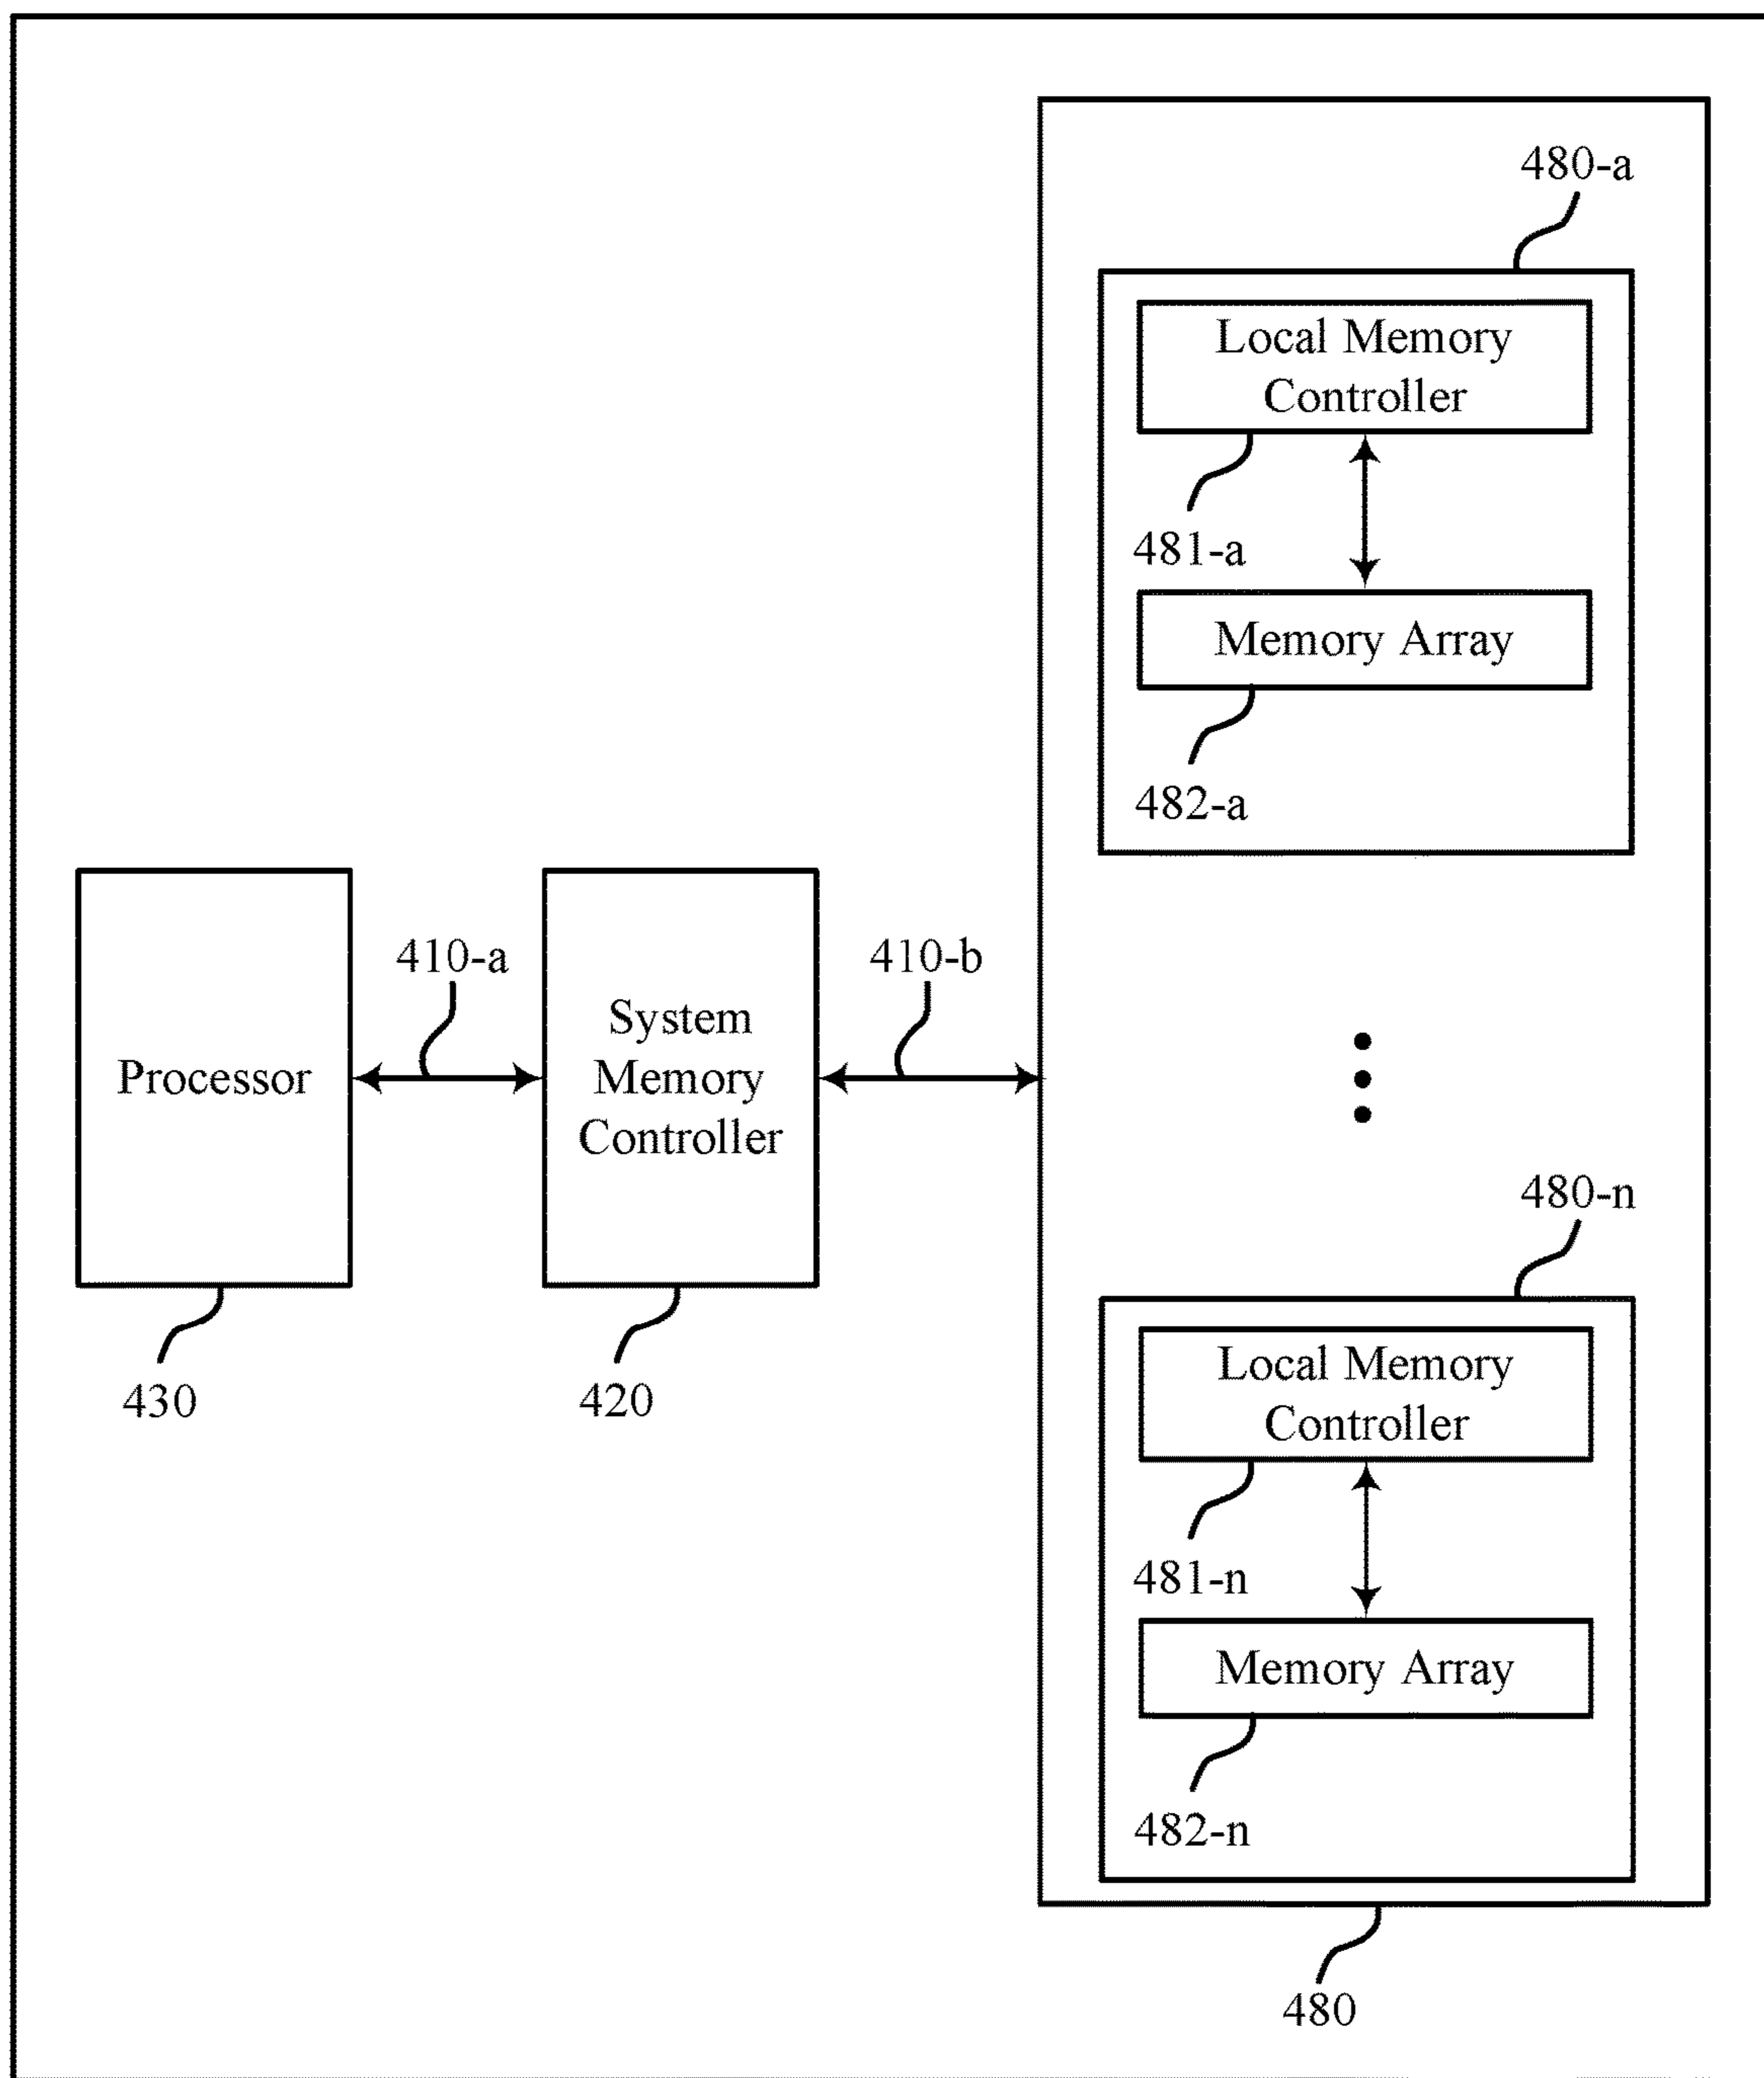 480-a
Local Memory
Controller
481-a
Memory Array
482-a
410-a
410-b
Processor
System
Memory
Controller
430
420
480-n
Local Memory
Controller
481-n
Memory Array
482-n
480